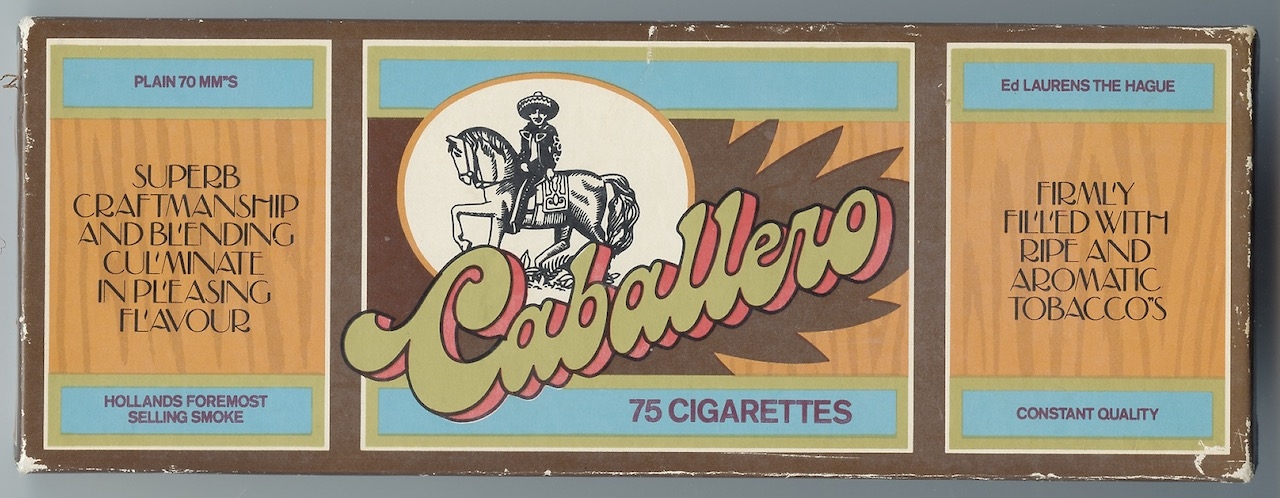 PLAIN 70 MM"S
SUPERB
CRAFTMANSHIP
AND BL'ENDING
CUL'MINATE
IN PL'EASING
FL'AVOUR
HOLLANDS FOREMOST
SELLING SMOKE
Caballero
75 CIGARETTES
Ed LAURENS THE HAGUE
FIRML'Y
FIL'L'ED WITH
RIPE AND
AROMATIC
TOBACCO"S
CONSTANT QUALITY